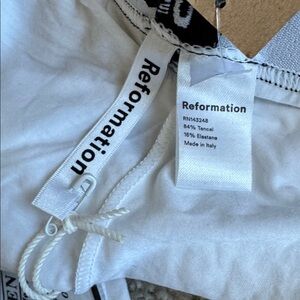 Reformation
Reformation
RN143248
84% Tencel
16% Elastane
Made in Italy